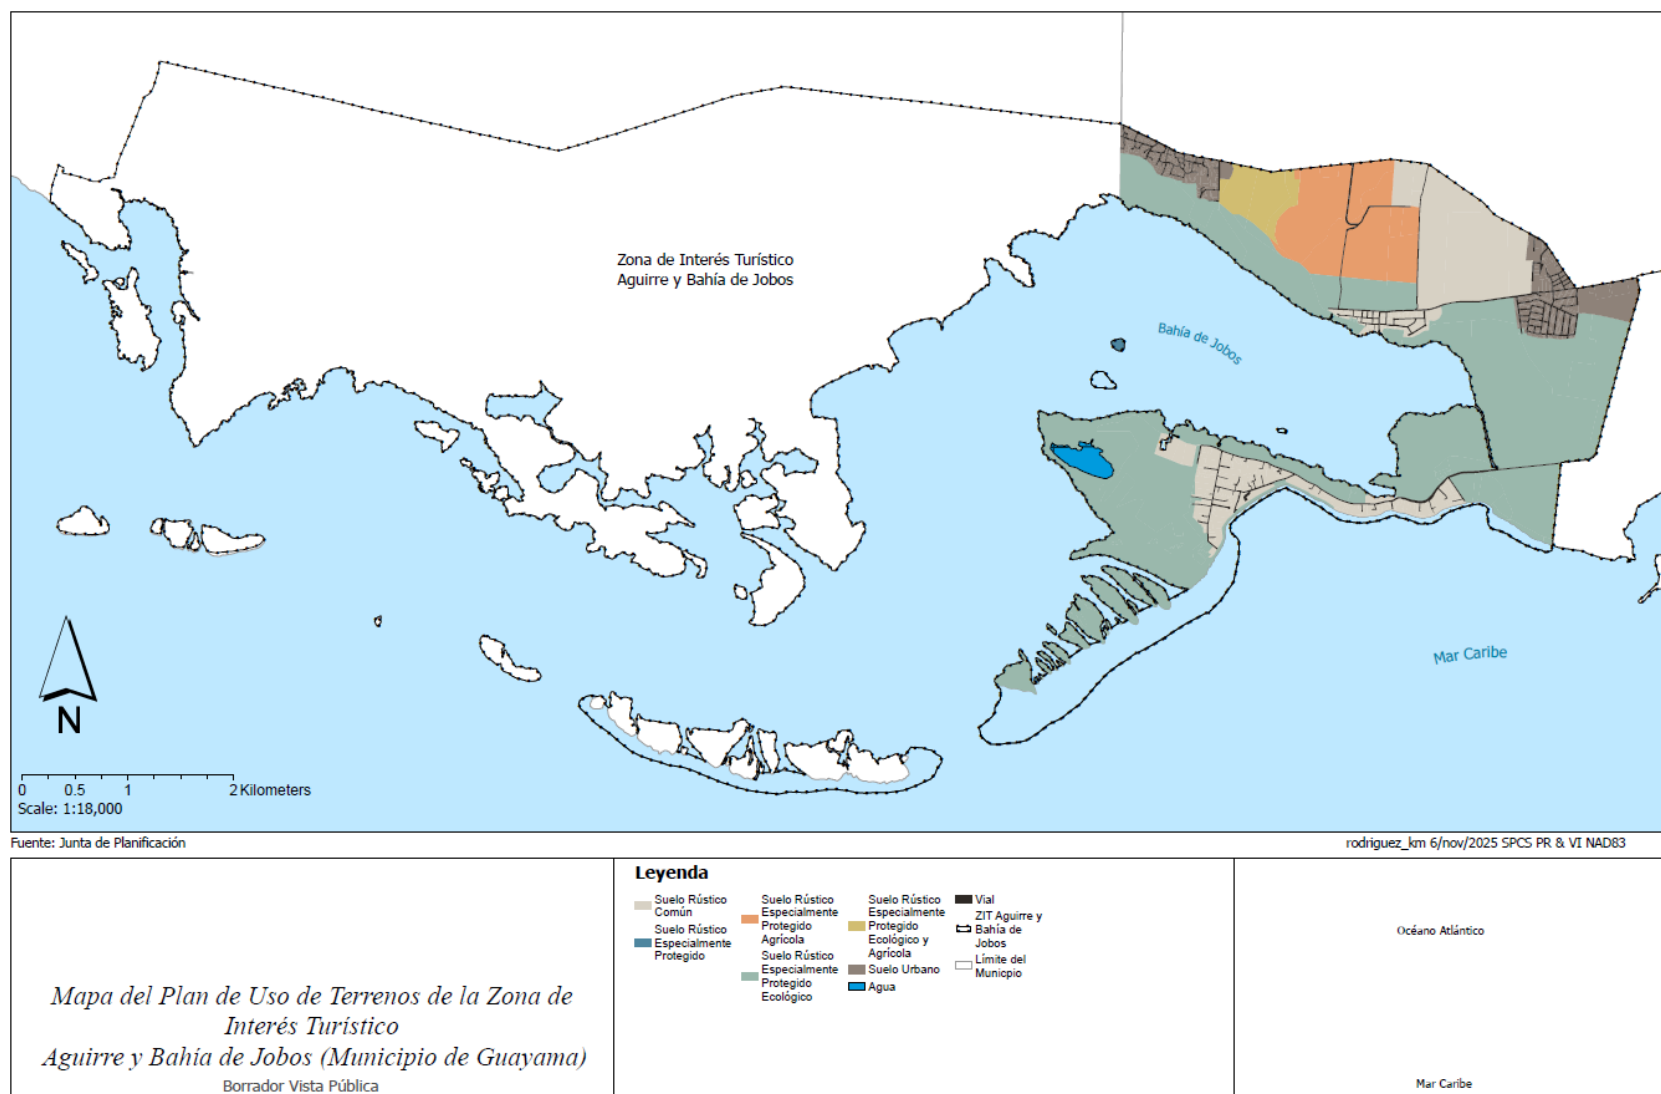 Zona de Interés Turístico
Aguirre y Bahía de Jobos
Bahía de Jobos
Mar Caribe
N
0 0.5 1 2 Kilometers
Scale: 1:18,000
Fuente: Junta de Planificación
rodriguez_km 6/nov/2025 SPCS PR & VI NAD83
Mapa del Plan de Uso de Terrenos de la Zona de
Interés Turístico
Aguirre y Bahía de Jobos (Municipio de Guayama)
Borrador Vista Pública
Leyenda
Suelo Rústico
Común
Suelo Rústico
Especialmente
Protegido
Suelo Rústico
Especialmente
Protegido
Agrícola
Suelo Rústico
Especialmente
Protegido
Ecológico
Suelo Rústico
Especialmente
Protegido
Ecológico y
Agrícola
Suelo Urbano
Agua
Vial
ZIT Aguirre y
Bahía de
Jobos
Límite del
Municpio
Océano Atlántico
Mar Caribe